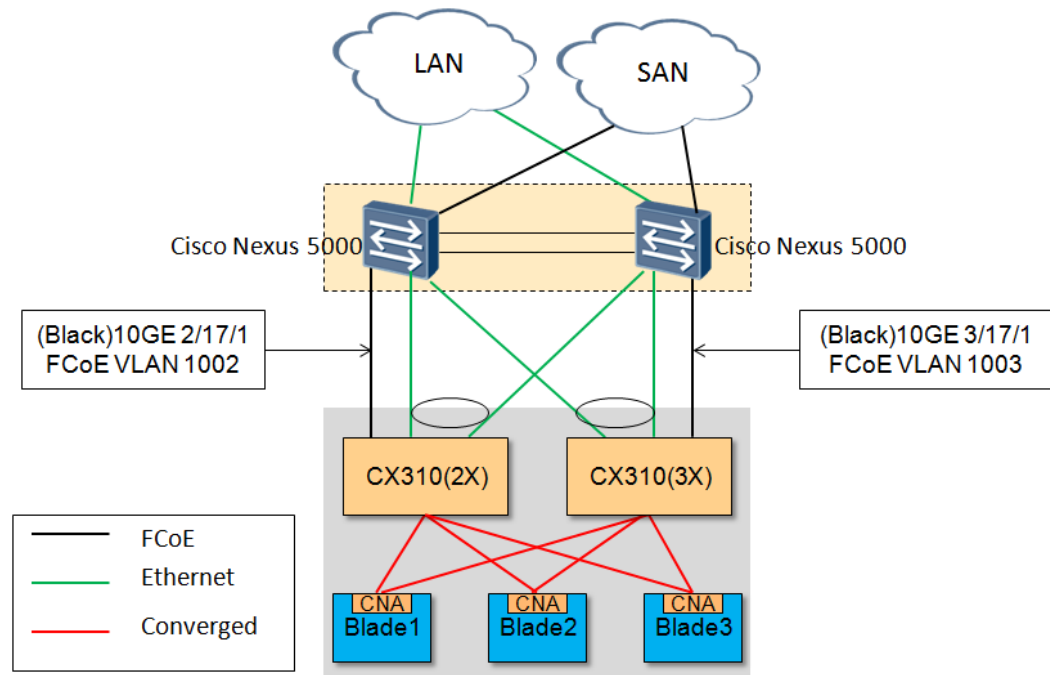 LAN
SAN
Cisco Nexus 5000
Cisco Nexus 5000
(Black)10GE 2/17/1
FCoE VLAN 1002
(Black)10GE 3/17/1
FCoE VLAN 1003
CX310(2X)
CX310(3X)
FCoE
Ethernet
Converged
CNA
Blade1
CNA
Blade2
CNA
Blade3